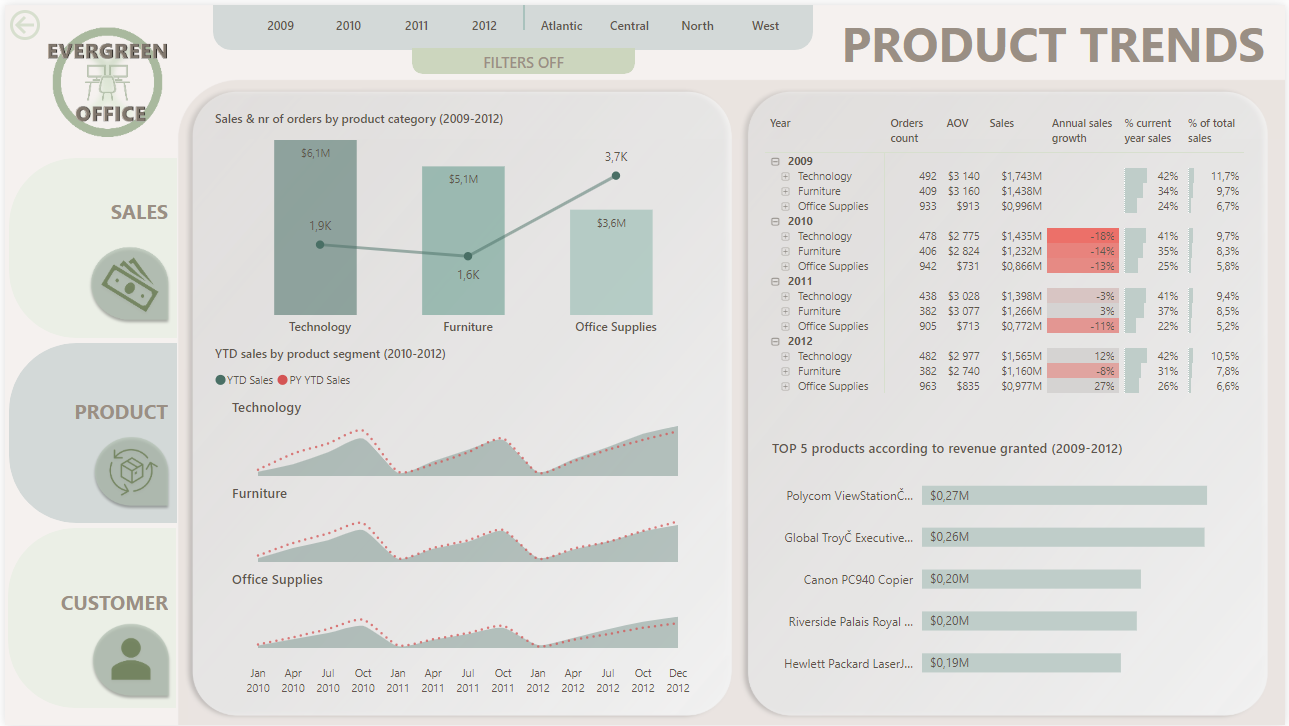 EVERGREEN
OFFICE
2009 2010 2011 2012 Atlantic Central North West
FILTERS OFF
PRODUCT TRENDS
SALES
PRODUCT
CUSTOMER
Sales & nr of orders by product category (2009-2012)
$6,1M
$5,1M
$3,6M
1,9K
1,6K
3,7K
Technology Furniture Office Supplies
YTD sales by product segment (2010-2012)
YTD Sales PY YTD Sales
Technology
Furniture
Office Supplies
Jan Apr Jul Oct Jan Apr Jul Oct Jan Apr Jul Oct Dec
2010 2010 2010 2010 2011 2011 2011 2011 2012 2012 2012 2012 2012
Year Orders AOV Sales Annual sales % current % of total
count growth year sales sales
2009
Technology 492 $3 140 $1,743M 42% 11,7%
Furniture 409 $3 160 $1,438M 34% 9,7%
Office Supplies 933 $913 $0,996M 24% 6,7%
2010
Technology 478 $2 775 $1,435M -18% 41% 9,7%
Furniture 406 $2 824 $1,232M -14% 35% 8,3%
Office Supplies 942 $731 $0,866M -13% 25% 5,8%
2011
Technology 438 $3 028 $1,398M -3% 41% 9,4%
Furniture 382 $3 077 $1,266M 3% 37% 8,5%
Office Supplies 905 $713 $0,772M -11% 22% 5,2%
2012
Technology 482 $2 977 $1,565M 12% 42% 10,5%
Furniture 382 $2 740 $1,160M -8% 31% 7,8%
Office Supplies 963 $835 $0,977M 27% 26% 6,6%
TOP 5 products according to revenue granted (2009-2012)
Polycom ViewStationČ... $0,27M
Global TroyČ Executive... $0,26M
Canon PC940 Copier $0,20M
Riverside Palais Royal ... $0,20M
Hewlett Packard LaserJ... $0,19M